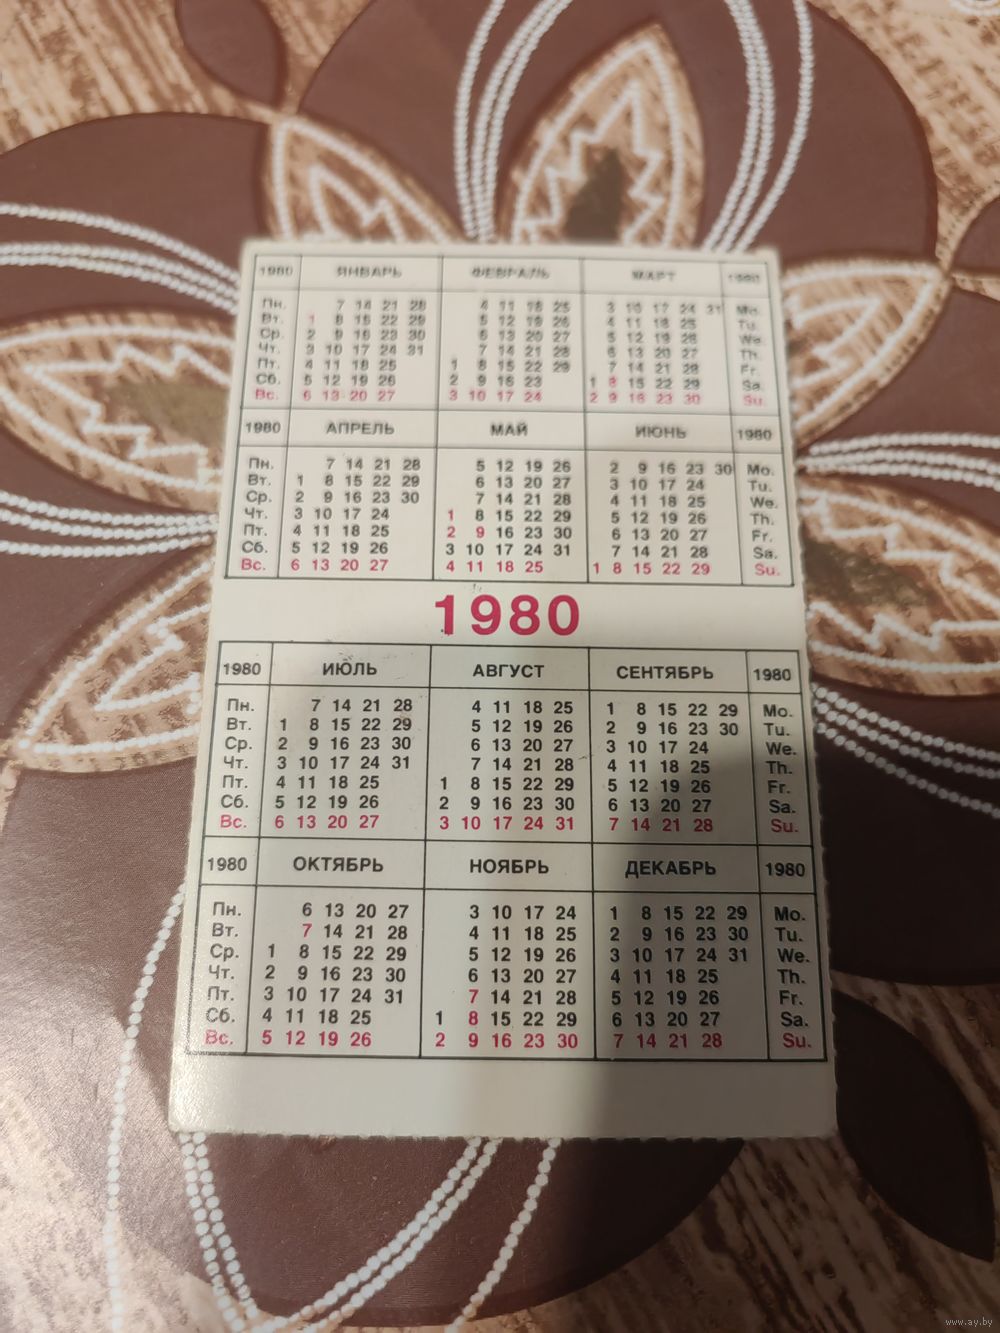 1980 ЯНВАРЬ ФЕВРАЛЬ МАРТ 1980
Пн. 7 14 21 28 4 11 18 25 3 10 17 24 31 Mo.
Вт. 1 8 15 22 29 5 12 19 26 4 11 18 25 Tu.
Ср. 2 9 16 23 30 6 13 20 27 5 12 19 26 We.
Чт. 3 10 17 24 31 7 14 21 28 6 13 20 27 Th.
Пт. 4 11 18 25 1 8 15 22 29 7 14 21 28 Fr.
Сб. 5 12 19 26 2 9 16 23 1 8 15 22 29 Sa.
Вс. 6 13 20 27 3 10 17 24 2 9 16 23 30 Su.
1980 АПРЕЛЬ МАЙ ИЮНЬ 1980
Пн. 7 14 21 28 5 12 19 26 2 9 16 23 30 Mo.
Вт. 1 8 15 22 29 6 13 20 27 3 10 17 24 Tu.
Ср. 2 9 16 23 30 7 14 21 28 4 11 18 25 We.
Чт. 3 10 17 24 1 8 15 22 29 5 12 19 26 Th.
Пт. 4 11 18 25 2 9 16 23 30 6 13 20 27 Fr.
Сб. 5 12 19 26 3 10 17 24 31 7 14 21 28 Sa.
Вс. 6 13 20 27 4 11 18 25 1 8 15 22 29 Su.
1980
1980 ИЮЛЬ АВГУСТ СЕНТЯБРЬ 1980
Пн. 7 14 21 28 4 11 18 25 1 8 15 22 29 Mo.
Вт. 1 8 15 22 29 5 12 19 26 2 9 16 23 30 Tu.
Ср. 2 9 16 23 30 6 13 20 27 3 10 17 24 We.
Чт. 3 10 17 24 31 7 14 21 28 4 11 18 25 Th.
Пт. 4 11 18 25 1 8 15 22 29 5 12 19 26 Fr.
Сб. 5 12 19 26 2 9 16 23 30 6 13 20 27 Sa.
Вс. 6 13 20 27 3 10 17 24 31 7 14 21 28 Su.
1980 ОКТЯБРЬ НОЯБРЬ ДЕКАБРЬ 1980
Пн. 6 13 20 27 3 10 17 24 1 8 15 22 29 Mo.
Вт. 7 14 21 28 4 11 18 25 2 9 16 23 30 Tu.
Ср. 1 8 15 22 29 5 12 19 26 3 10 17 24 31 We.
Чт. 2 9 16 23 30 6 13 20 27 4 11 18 25 Th.
Пт. 3 10 17 24 31 7 14 21 28 5 12 19 26 Fr.
Сб. 4 11 18 25 1 8 15 22 29 6 13 20 27 Sa.
Вс. 5 12 19 26 2 9 16 23 30 7 14 21 28 Su.
www.ay.by